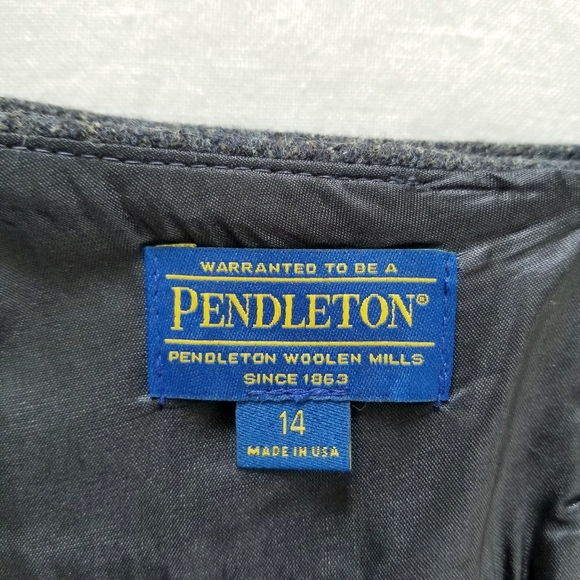 WARRANTED TO BE A
PENDLETON®
PENDLETON WOOLEN MILLS
SINCE 1863
14
MADE IN USA